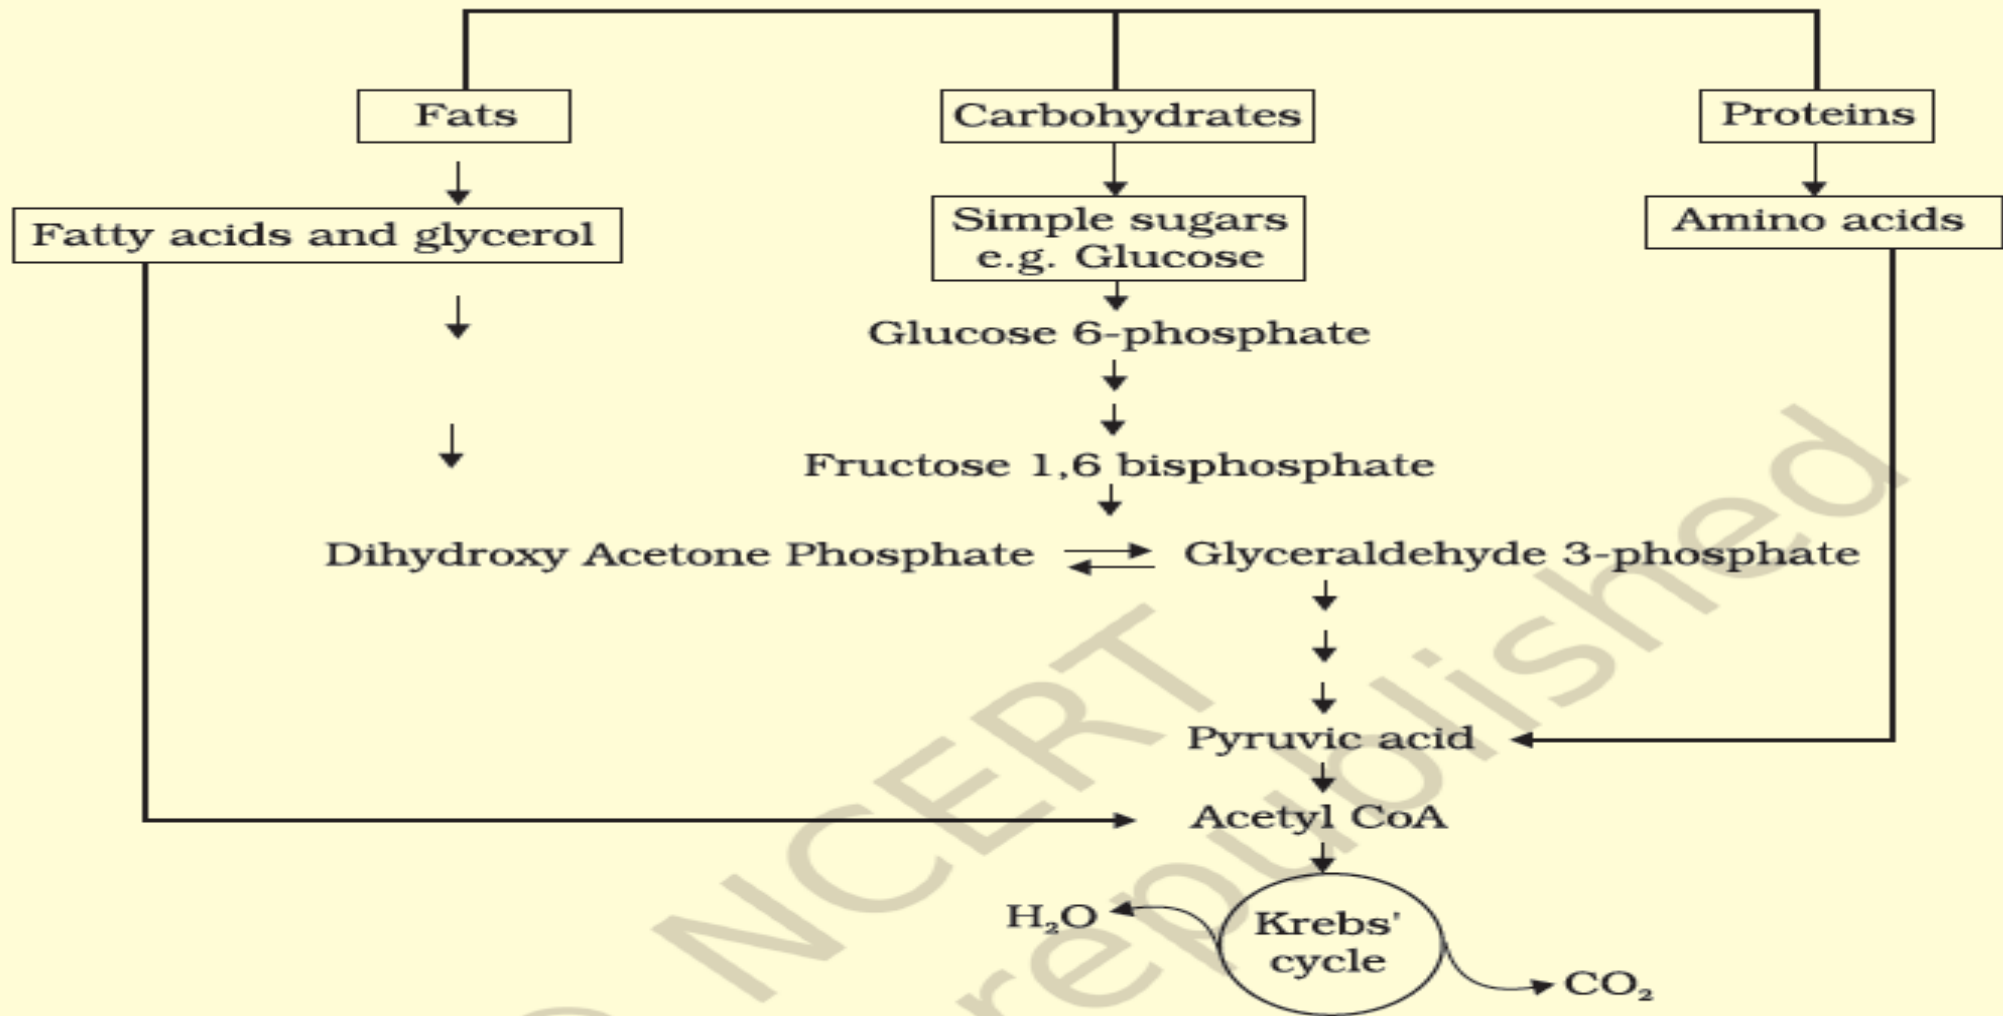 Fats
Carbohydrates
Proteins
Fatty acids and glycerol
Simple sugars
e.g. Glucose
Amino acids
Glucose 6-phosphate
Fructose 1,6 bisphosphate
Dihydroxy Acetone Phosphate
Glyceraldehyde 3-phosphate
Pyruvic acid
Acetyl CoA
H₂O
Krebs'
cycle
CO₂
NCERT
republished